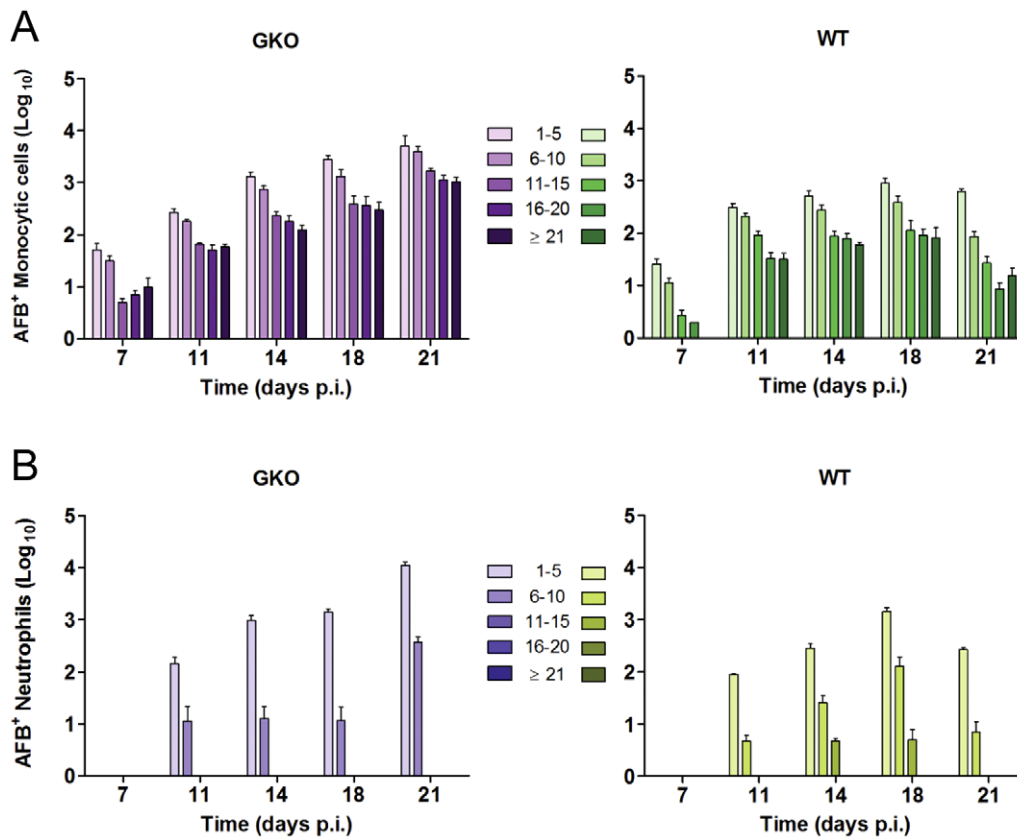 A
GKO
WT
AFB⁺ Monocytic cells (Log₁₀)
5
4
3
2
1
0
7 11 14 18 21
Time (days p.i.)
1-5
6-10
11-15
16-20
≥ 21
5
4
3
2
1
0
7 11 14 18 21
Time (days p.i.)
B
GKO
WT
AFB⁺ Neutrophils (Log₁₀)
5
4
3
2
1
0
7 11 14 18 21
Time (days p.i.)
1-5
6-10
11-15
16-20
≥ 21
5
4
3
2
1
0
7 11 14 18 21
Time (days p.i.)